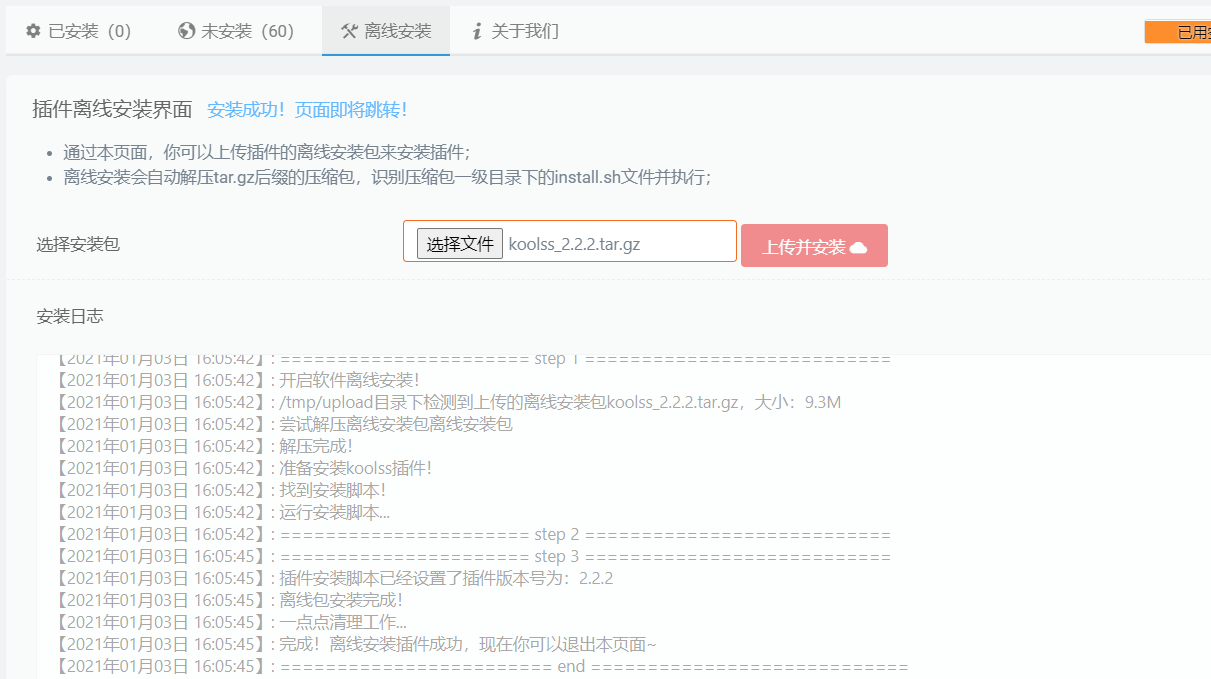 已安装（0） 未安装（60） 离线安装 关于我们 已用
插件离线安装界面 安装成功！页面即将跳转！
• 通过本页面，你可以上传插件的离线安装包来安装插件；
• 离线安装会自动解压tar.gz后缀的压缩包，识别压缩包一级目录下的install.sh文件并执行；
选择安装包 选择文件 koolss_2.2.2.tar.gz 上传并安装
安装日志
【2021年01月03日 16:05:42】: ====================== step 1 ===========================
【2021年01月03日 16:05:42】: 开启软件离线安装！
【2021年01月03日 16:05:42】: /tmp/upload目录下检测到上传的离线安装包koolss_2.2.2.tar.gz，大小：9.3M
【2021年01月03日 16:05:42】: 尝试解压离线安装包离线安装包
【2021年01月03日 16:05:42】: 解压完成！
【2021年01月03日 16:05:42】: 准备安装koolss插件！
【2021年01月03日 16:05:42】: 找到安装脚本！
【2021年01月03日 16:05:42】: 运行安装脚本...
【2021年01月03日 16:05:42】: ====================== step 2 ===========================
【2021年01月03日 16:05:45】: ====================== step 3 ===========================
【2021年01月03日 16:05:45】: 插件安装脚本已经设置了插件版本号为：2.2.2
【2021年01月03日 16:05:45】: 离线包安装完成！
【2021年01月03日 16:05:45】: 一点点清理工作...
【2021年01月03日 16:05:45】: 完成！离线安装插件成功，现在你可以退出本页面~
【2021年01月03日 16:05:45】: ======================== end ============================